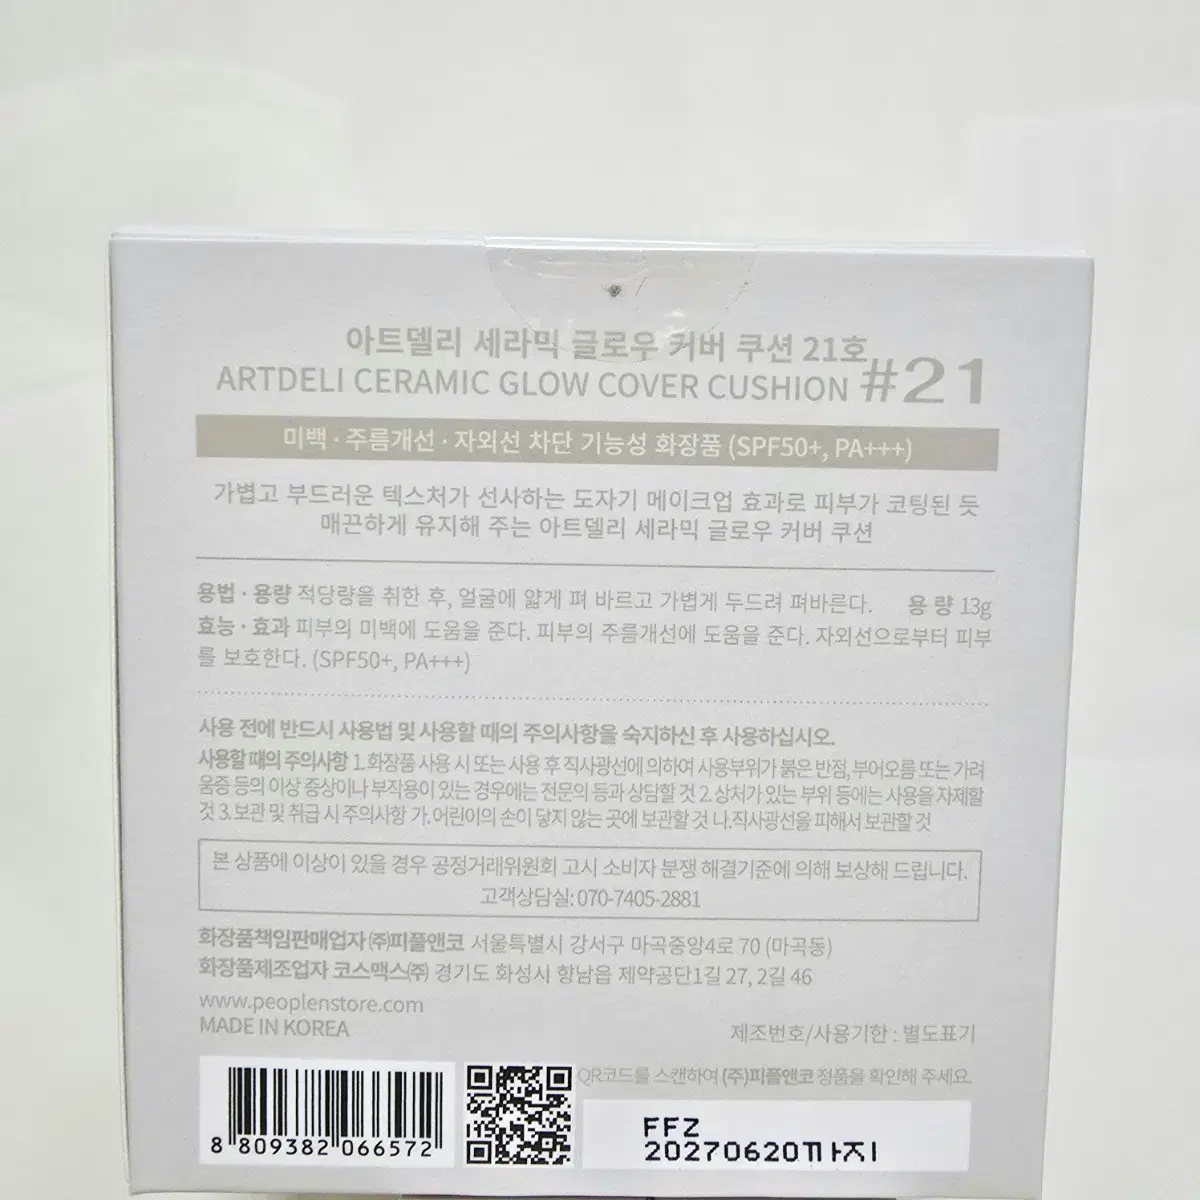 아트델리 세라믹 글로우 커버 쿠션 21호
ARTDELI CERAMIC GLOW COVER CUSHION #21
미백 · 주름개선 · 자외선 차단 기능성 화장품 (SPF50+, PA+++)
가볍고 부드러운 텍스처가 선사하는 도자기 메이크업 효과로 피부가 코팅된 듯
매끈하게 유지해 주는 아트델리 세라믹 글로우 커버 쿠션
용법 · 용량 적당량을 취한 후, 얼굴에 얇게 펴 바르고 가볍게 두드려 펴바른다. 용 량 13g
효능 · 효과 피부의 미백에 도움을 준다. 피부의 주름개선에 도움을 준다. 자외선으로부터 피부
를 보호한다. (SPF50+, PA+++)
사용 전에 반드시 사용법 및 사용할 때의 주의사항을 숙지하신 후 사용하십시오.
사용할 때의 주의사항 1. 화장품 사용 시 또는 사용 후 직사광선에 의하여 사용부위가 붉은 반점, 부어오름 또는 가려
움증 등의 이상 증상이나 부작용이 있는 경우에는 전문의 등과 상담할 것 2. 상처가 있는 부위 등에는 사용을 자제할
것 3. 보관 및 취급 시 주의사항 가. 어린이의 손이 닿지 않는 곳에 보관할 것 나. 직사광선을 피해서 보관할 것
본 상품에 이상이 있을 경우 공정거래위원회 고시 소비자 분쟁 해결기준에 의해 보상해 드립니다.
고객상담실: 070-7405-2881
화장품책임판매업자 ㈜피플앤코 서울특별시 강서구 마곡중앙4로 70 (마곡동)
화장품제조업자 코스맥스㈜ 경기도 화성시 향남읍 제약공단1길 27, 2길 46
www.peoplenstore.com
MADE IN KOREA
제조번호/사용기한 : 별도표기
QR코드를 스캔하여 (주)피플앤코 정품을 확인해 주세요.
8 809382 066572
FFZ
20270620까지